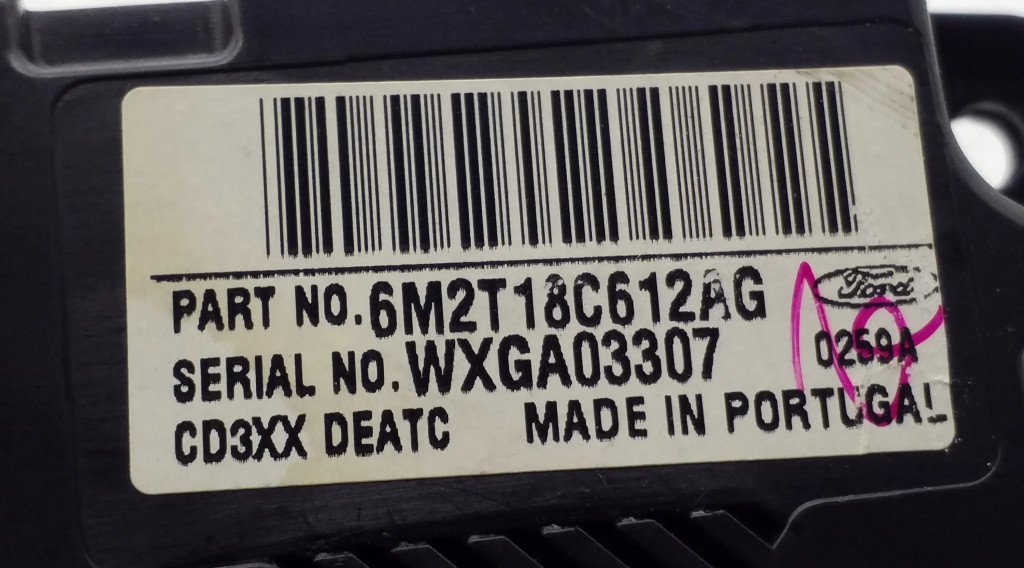 PART NO.6M2T18C612AG
Ford
SERIAL NO.WXGA03307
0259A
CD3XX DEATC MADE IN PORTUGAL